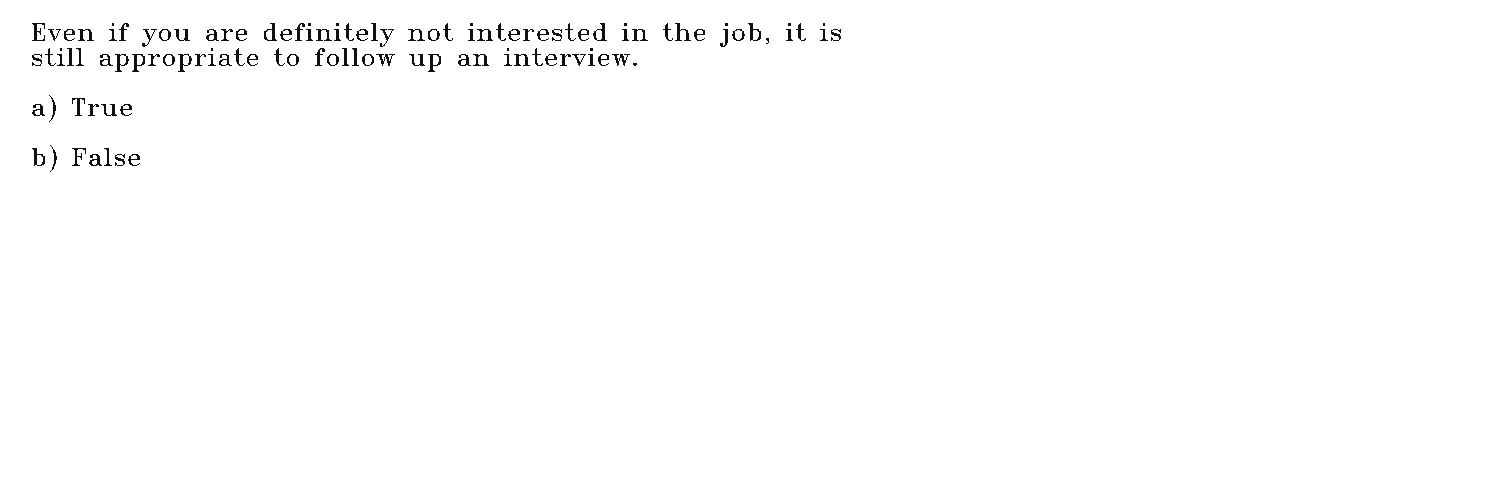 Even if you are definitely not interested in the job, it is
still appropriate to follow up an interview.
a) True
b) False